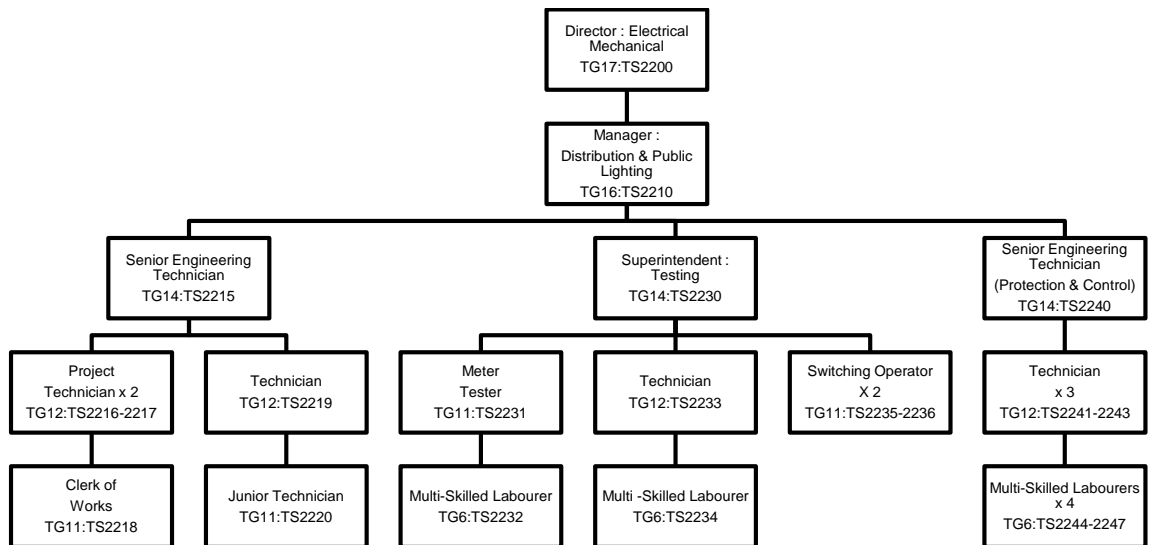 Director : Electrical
Mechanical
TG17:TS2200
Manager :
Distribution & Public
Lighting
TG16:TS2210
Senior Engineering
Technician
TG14:TS2215
Superintendent :
Testing
TG14:TS2230
Senior Engineering
Technician
(Protection & Control)
TG14:TS2240
Project
Technician x 2
TG12:TS2216-2217
Technician
TG12:TS2219
Meter
Tester
TG11:TS2231
Technician
TG12:TS2233
Switching Operator
X 2
TG11:TS2235-2236
Technician
x 3
TG12:TS2241-2243
Clerk of
Works
TG11:TS2218
Junior Technician
TG11:TS2220
Multi-Skilled Labourer
TG6:TS2232
Multi -Skilled Labourer
TG6:TS2234
Multi-Skilled Labourers
x 4
TG6:TS2244-2247